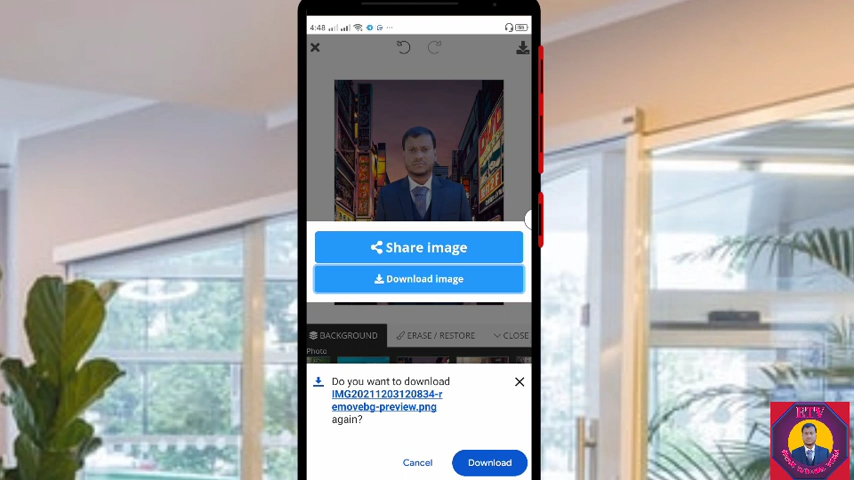 4:48
Share image
Download image
BACKGROUND
ERASE / RESTORE
CLOSE
Photo
Do you want to download
IMG20211203120834-r
emovebg-preview.png
again?
Cancel
Download
RTV